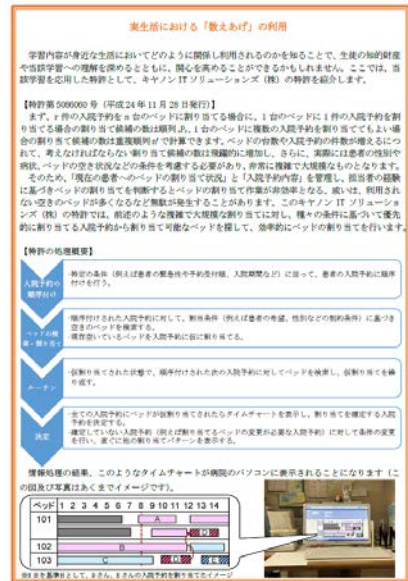 実生活における「数えあげ」の利用
学習内容が身近な生活においてどのように関係し利用されるのかを知ることで、生徒の知的財産
や当該学習への理解を深めるとともに、関心を高めることができるかもしれません。ここでは、当
該学習を応用した特許として、キヤノン IT ソリューションズ（株）の特許を紹介します。
【特許第 5086060 号（平成 24 年 11 月 28 日発行）】
まず、r 件の入院予約を n 台のベッドに割り当てる場合に、1 台のベッドに 1 件の入院予約を割
り当てる場合の割り当て候補の数は順列 で、1 台のベッドに複数の入院予約を割り当ててもよい場
合の割り当て候補の数は重複順列 で計算できます。ベッドの台数や入院予約の件数が増えるにつ
れて、考えなければならない割り当て候補の数は飛躍的に増加し、さらに、実際には患者の性別や
病状、ベッドの空き状況などの条件を考慮する必要があり、非常に複雑で大規模なものとなります。
そのため、「現在の患者へのベッドの割り当て状況」と「入院予約内容」を管理し、担当者の経験
に基づきベッドの割り当てを判断するとベッドの割り当て作業が非効率となる、或いは、利用され
ない空きのベッドが多くなるなど無駄が発生することがあります。このキヤノン IT ソリューショ
ンズ（株）の特許では、前述のような複雑で大規模な割り当てに対し、種々の条件に基づいて優先
的に割り当てる入院予約から割り当て可能なベッドを探して、効率的にベッドの割り当てを行います。
【特許の処理概要】
入院予約の
順序付け
・特定の条件（例えば患者の緊急性や予約受付順、入院期間など）に従って、患者の入院予約に順序
付けを行う。
ベッドの検
索・割り当て
・順序付けされた入院予約に対して、割当条件（例えば患者の希望、性別などの制約条件）に基づき
空きのベッドを検索する。
・現在空いているベッドを入院予約に仮に割り当てる。
ルーチン
・仮割り当てされた状態で、順序付けされた次の入院予約に対してベッドを検索し、仮割り当てを繰
り返す。
決定
・全ての入院予約にベッドが仮割り当てされたらタイムチャートを表示し、割り当てを確定する入院
予約を決定する。
・確定していない入院予約（例えば割り当てるベッドの変更が必要な入院予約）に対して条件の変更
を行い、直ぐに他の割り当てパターンを表示する。
情報処理の結果、このようなタイムチャートが病院のパソコンに表示されることになります（こ
の図及び写真はあくまでイメージです）。
ベッド 1 2 3 4 5 6 7 8 9 10 11 12 13 14
101 A
D
102 B
103 C D E